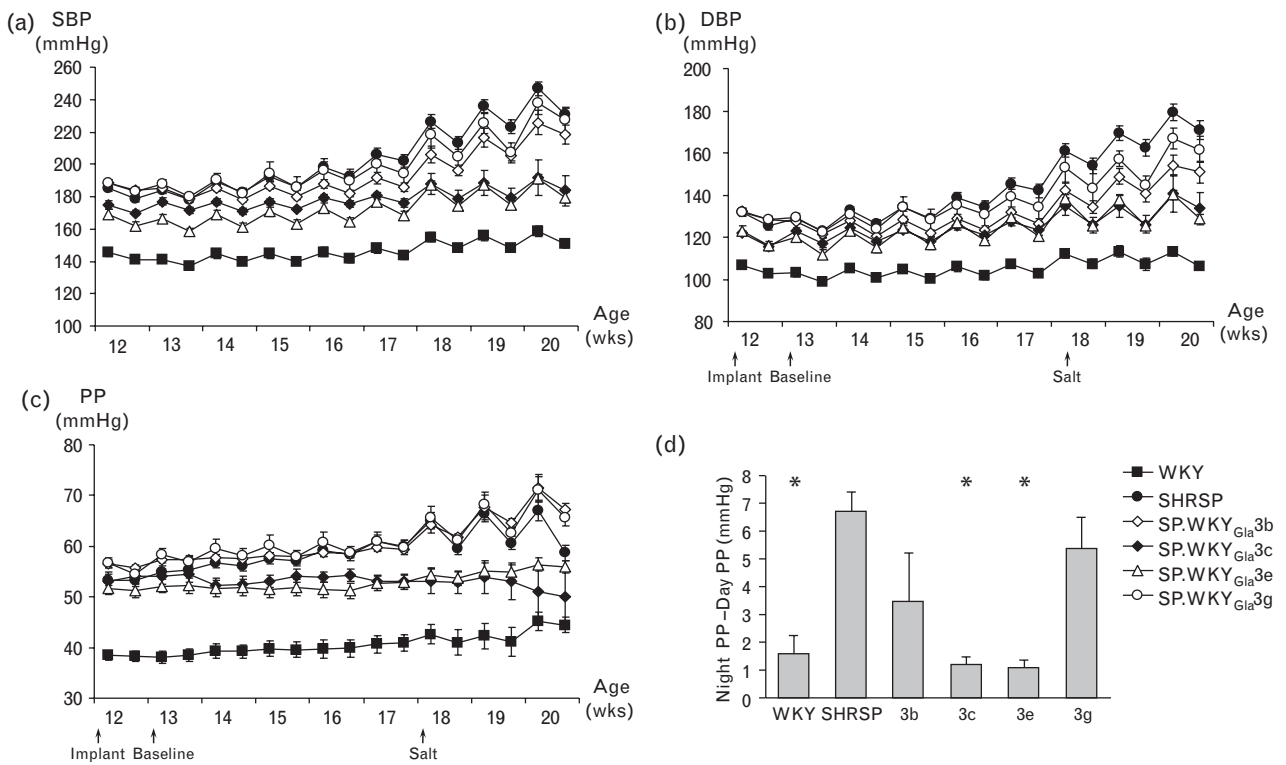 (a) SBP
(mmHg)
260
240
220
200
180
160
140
120
100
12 13 14 15 16 17 18 19 20
Age
(wks)
(b) DBP
(mmHg)
200
180
160
140
120
100
80
12 13 14 15 16 17 18 19 20
Age
(wks)
Implant Baseline Salt
(c) PP
(mmHg)
80
70
60
50
40
30
12 13 14 15 16 17 18 19 20
Age
(wks)
Implant Baseline Salt
(d)
Night PP–Day PP (mmHg)
8
7
6
5
4
3
2
1
0
* * *
WKY SHRSP 3b 3c 3e 3g
WKY
SHRSP
SP.WKYGla3b
SP.WKYGla3c
SP.WKYGla3e
SP.WKYGla3g